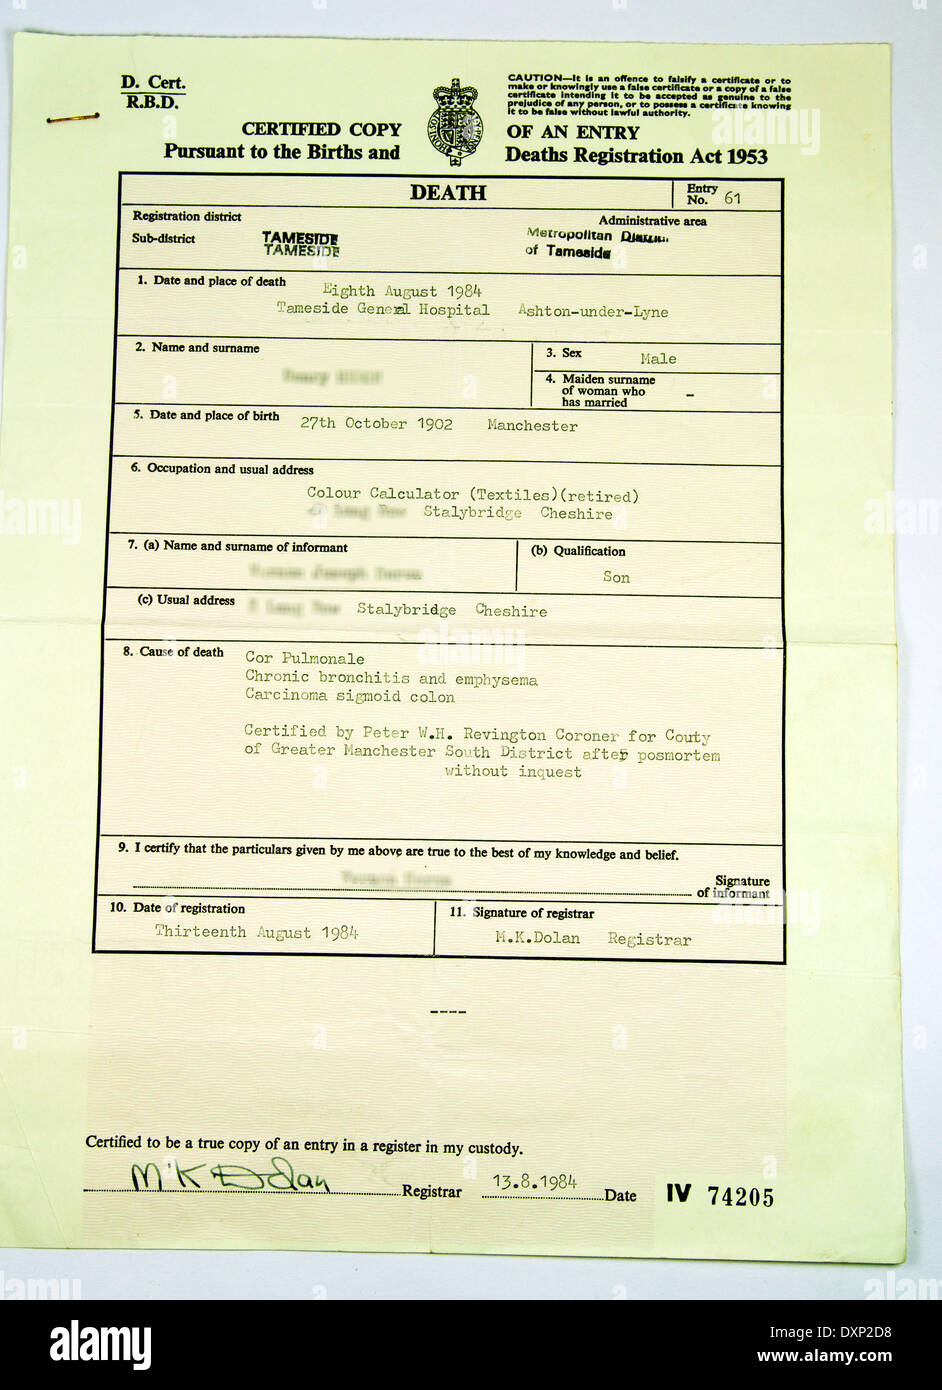 D. Cert.
R.B.D.
CAUTION—It is an offence to falsify a certificate or to
make or knowingly use a false certificate or a copy of a false
certificate intending it to be accepted as genuine to the
prejudice of any person, or to possess a certificate knowing
it to be false without lawful authority.
CERTIFIED COPY OF AN ENTRY
Pursuant to the Births and Deaths Registration Act 1953
DEATH
Entry
No. 61
Registration district
Administrative area
Sub-district
TAMESIDE
TAMESIDE
Metropolitan District
of Tameside
1. Date and place of death
Eighth August 1984
Tameside General Hospital Ashton-under-Lyne
2. Name and surname
3. Sex Male
4. Maiden surname
of woman who
has married -
5. Date and place of birth
27th October 1902 Manchester
6. Occupation and usual address
Colour Calculator (Textiles)(retired)
Stalybridge Cheshire
7. (a) Name and surname of informant
(b) Qualification
Son
(c) Usual address
Stalybridge Cheshire
8. Cause of death
Cor Pulmonale
Chronic bronchitis and emphysema
Carcinoma sigmoid colon
Certified by Peter W.H. Revington Coroner for Couty
of Greater Manchester South District after posmortem
without inquest
9. I certify that the particulars given by me above are true to the best of my knowledge and belief.
Signature
of informant
10. Date of registration
Thirteenth August 1984
11. Signature of registrar
M.K.Dolan Registrar
----
Certified to be a true copy of an entry in a register in my custody.
M'K Dolan Registrar 13.8.1984 Date IV 74205
alamy
Image ID: DXP2D8
www.alamy.com